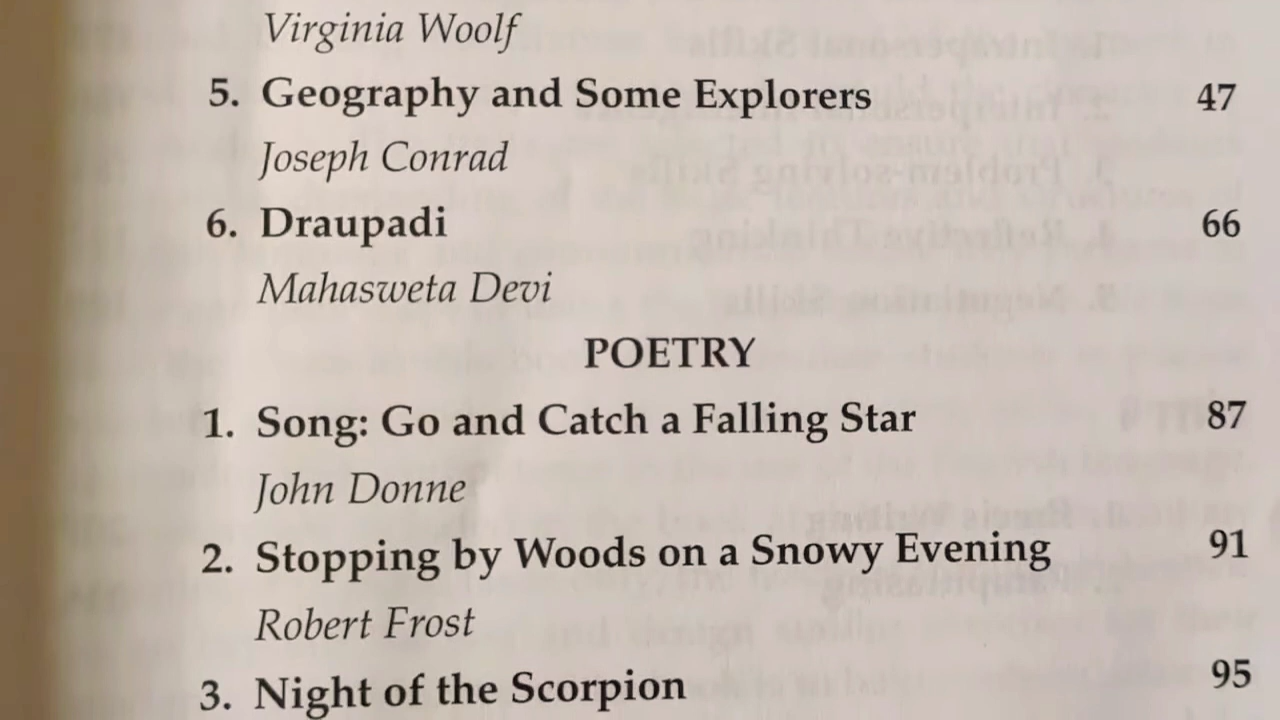 Virginia Woolf
5. Geography and Some Explorers 47
Joseph Conrad
6. Draupadi 66
Mahasweta Devi
POETRY
1. Song: Go and Catch a Falling Star 87
John Donne
2. Stopping by Woods on a Snowy Evening 91
Robert Frost
3. Night of the Scorpion 95